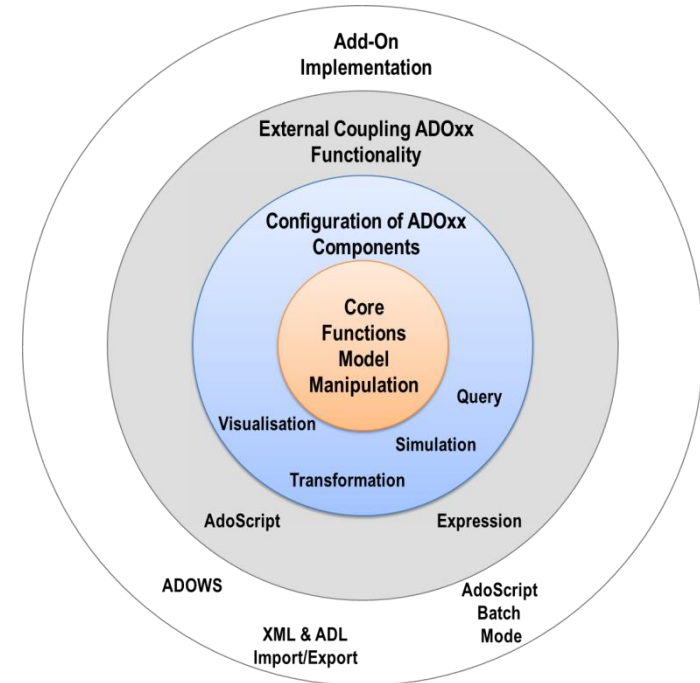 Add-On
Implementation
External Coupling ADOxx
Functionality
Configuration of ADOxx
Components
Core
Functions
Model
Manipulation
Query
Visualisation
Simulation
Transformation
AdoScript
Expression
ADOWS
AdoScript
Batch
Mode
XML & ADL
Import/Export